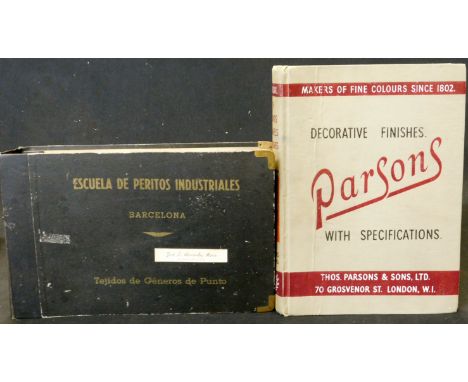 ESCUELA DE PERITOS INDUSTRIALES
BARCELONA
Tejidos de Géneros de Punto
MAKERS OF FINE COLOURS SINCE 1802.
DECORATIVE FINISHES.
Parsons
WITH SPECIFICATIONS.
THOS. PARSONS & SONS, LTD.
70 GROSVENOR ST. LONDON, W.1.